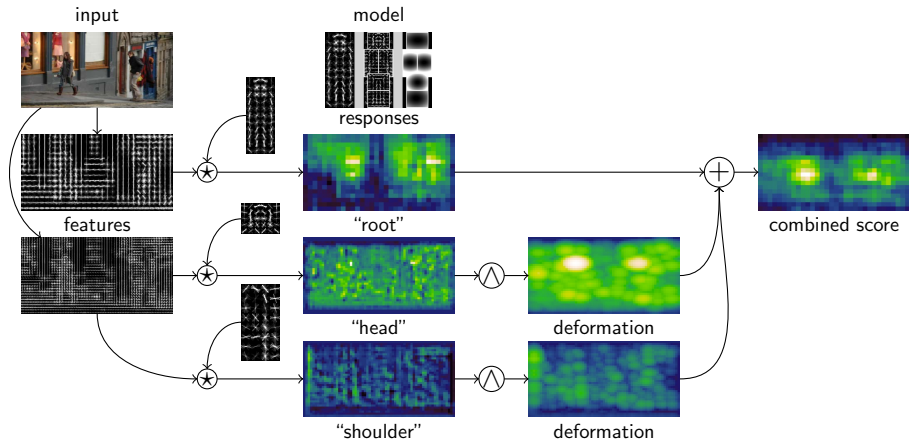 input
model
responses
features
“root”
combined score
“head”
deformation
“shoulder”
deformation